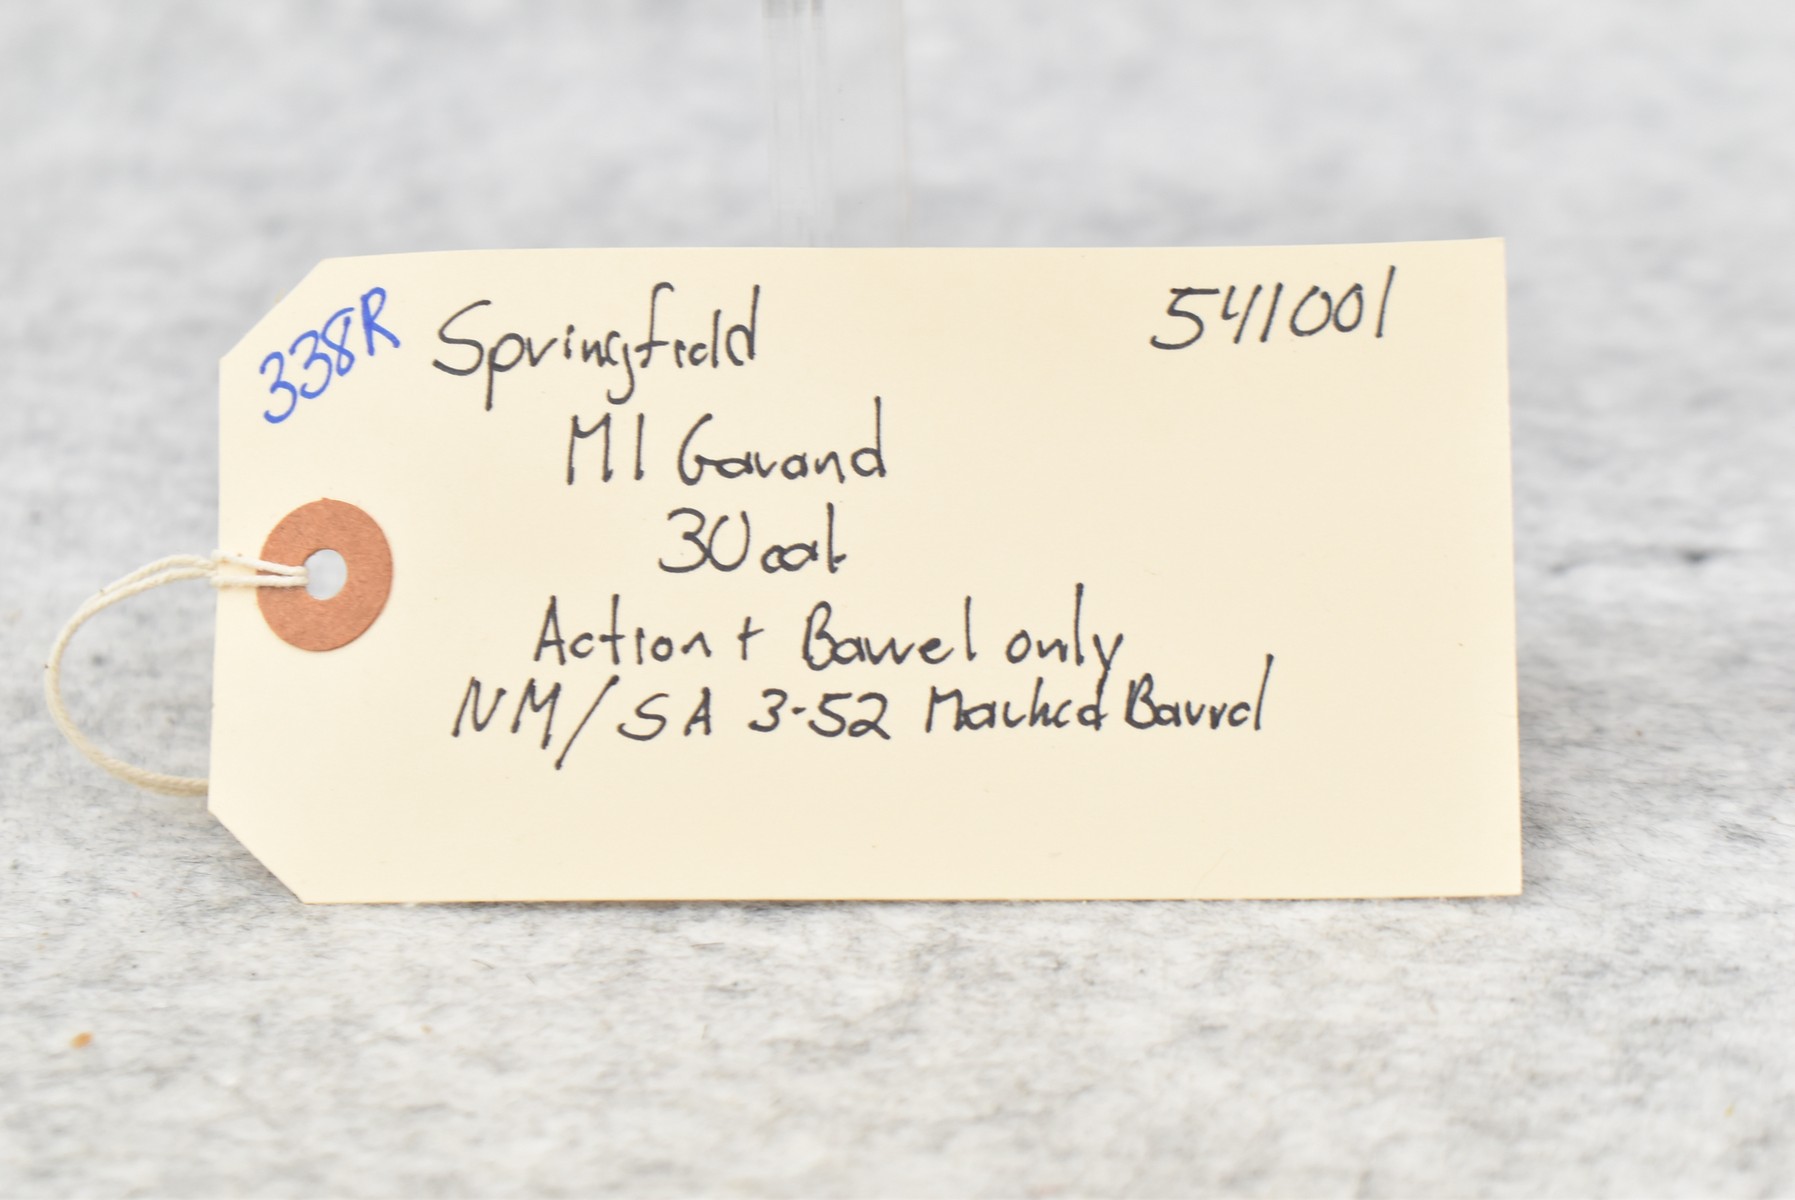 338R
Springfield 541001
M1 Garand
30 cal
Action + Barrel only
NM/SA 3-52 Marked Barrel